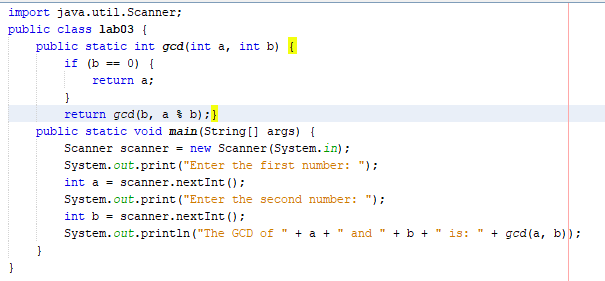 import java.util.Scanner;
public class lab03 {
    public static int gcd(int a, int b) {
        if (b == 0) {
            return a;
        }
        return gcd(b, a % b);}
    public static void main(String[] args) {
        Scanner scanner = new Scanner(System.in);
        System.out.print("Enter the first number: ");
        int a = scanner.nextInt();
        System.out.print("Enter the second number: ");
        int b = scanner.nextInt();
        System.out.println("The GCD of " + a + " and " + b + " is: " + gcd(a, b));
    }
}